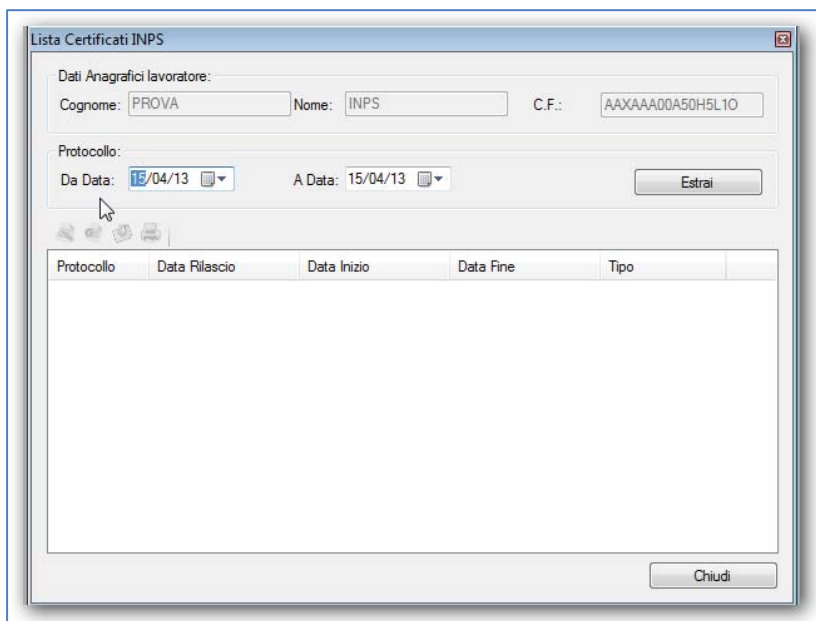 Lista Certificati INPS
Dati Anagrafici lavoratore:
Cognome: PROVA Nome: INPS C.F.: AAXAAA00A50H5L1O
Protocollo:
Da Data: 15/04/13 A Data: 15/04/13 Estrai
Protocollo Data Rilascio Data Inizio Data Fine Tipo
Chiudi